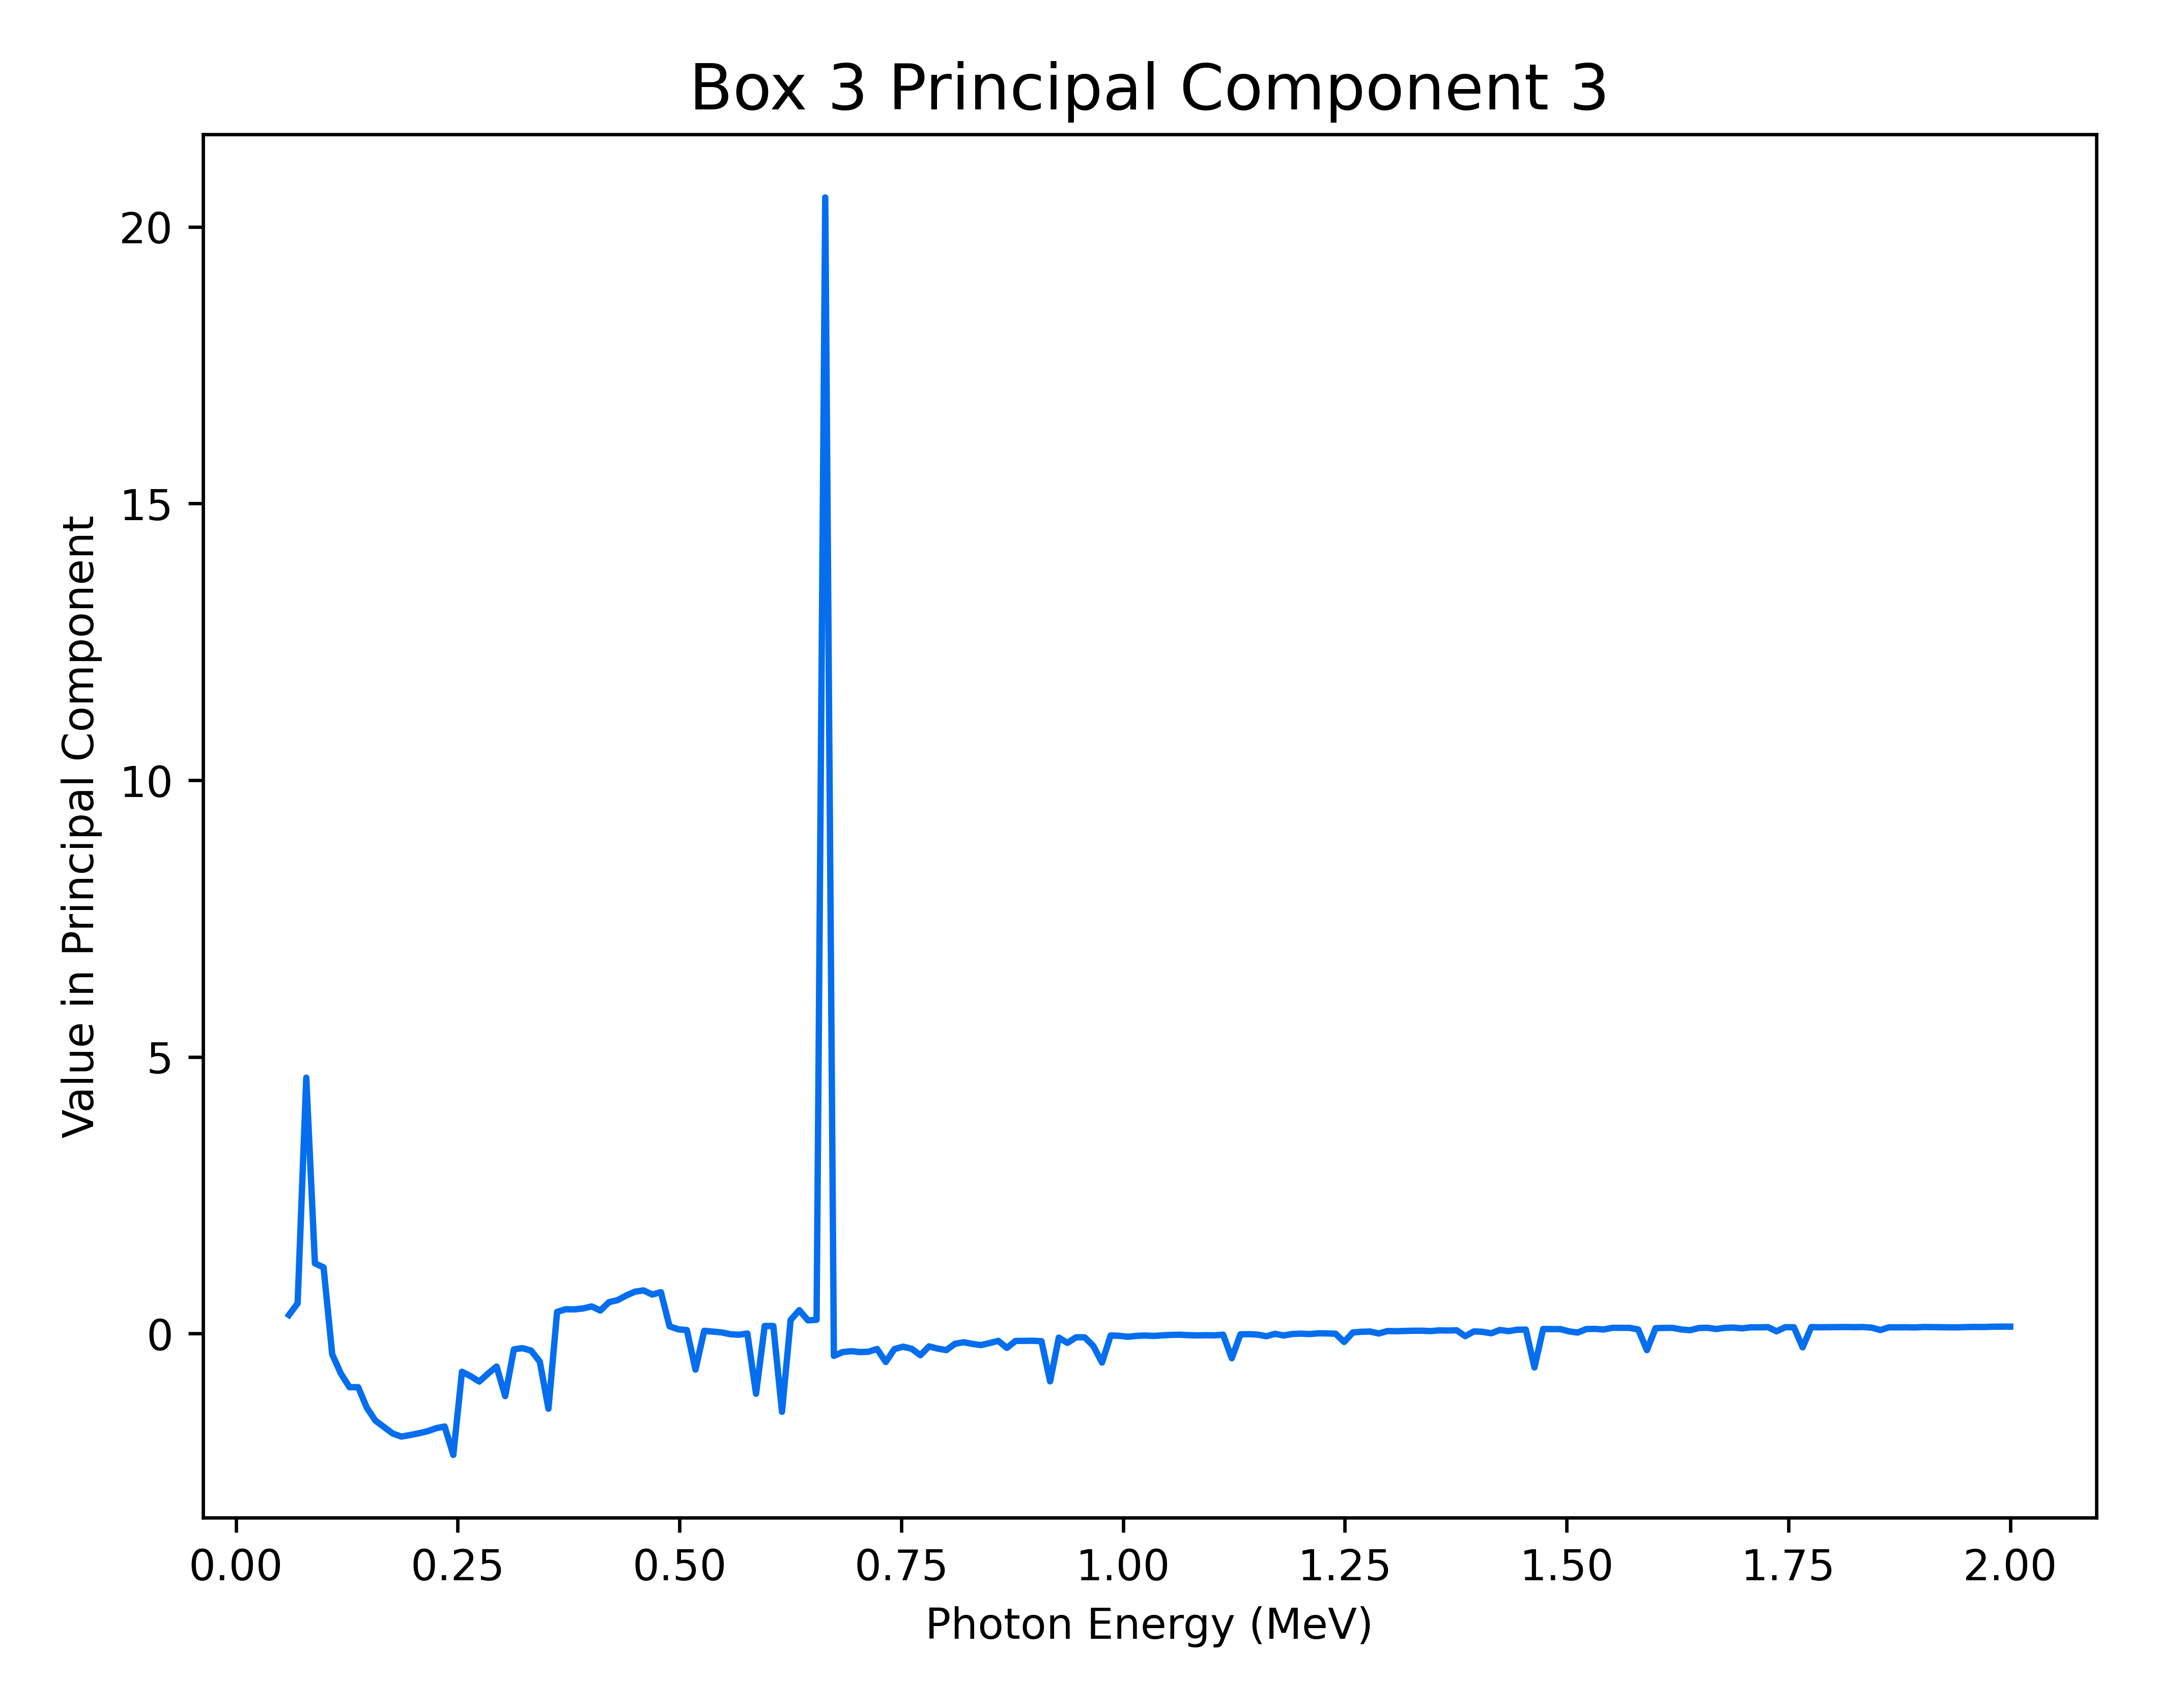 Box 3 Principal Component 3
Value in Principal Component
20
15
10
5
0
0.00 0.25 0.50 0.75 1.00 1.25 1.50 1.75 2.00
Photon Energy (MeV)